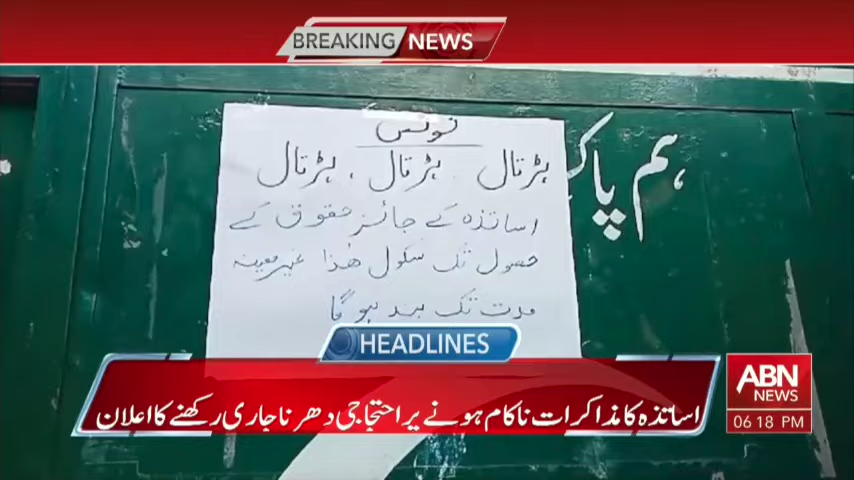 BREAKING NEWS
نوٹس
ہڑتال . ہڑتال . ہڑتال
ہم پاک
اساتذہ کے جائز حقوق کے
حصول تک سکول ھٰذا غیر معینہ
مدت تک بند ہو گا
HEADLINES
اساتذہ کا مذاکرات ناکام ہونے پر احتجاجی دھرنا جاری رکھنے کا اعلان
ABN
NEWS
06 18 PM